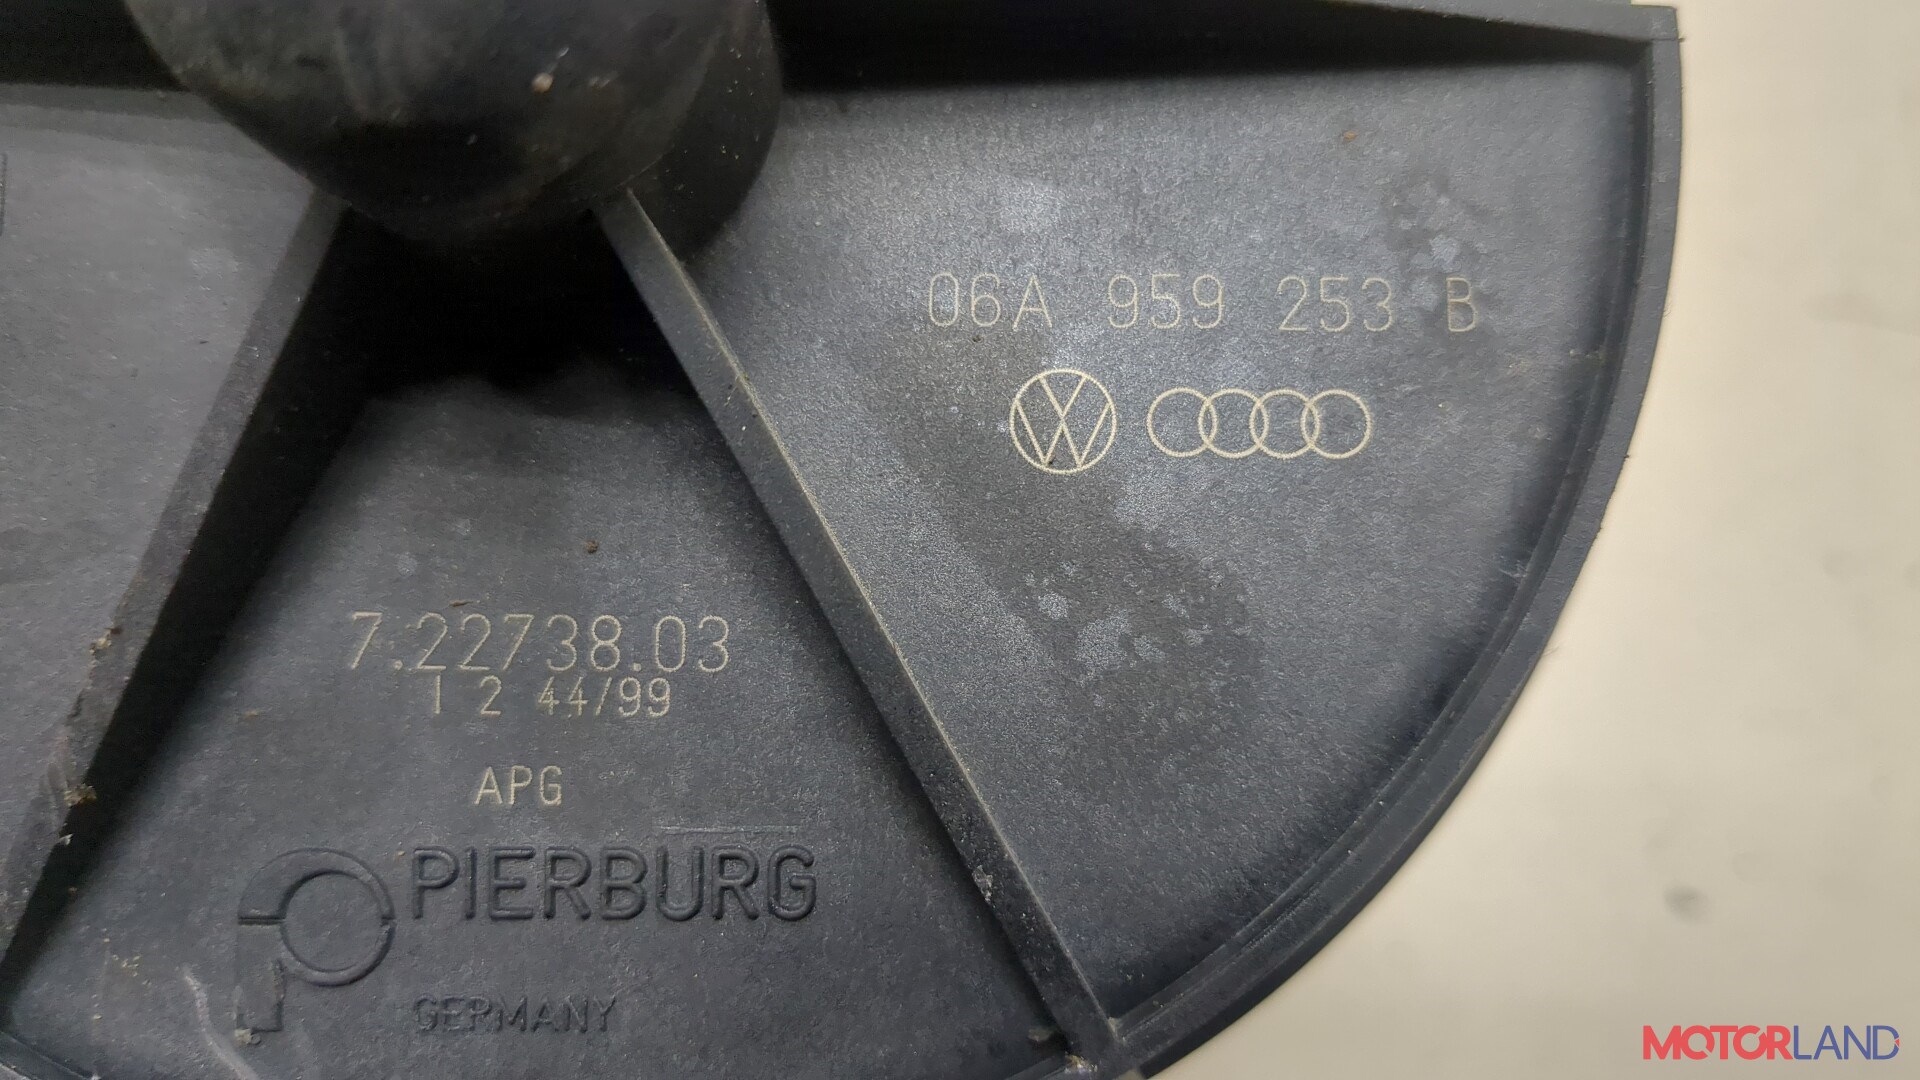 06A 959 253 B
7.22738.03
1 2 44/99
APG
PIERBURG
GERMANY
MOTORLAND